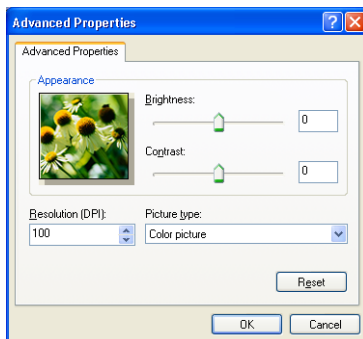 Advanced Properties
Advanced Properties
Appearance
Brightness:
0
Contrast:
0
Resolution (DPI):
Picture type:
100
Color picture
Reset
OK
Cancel